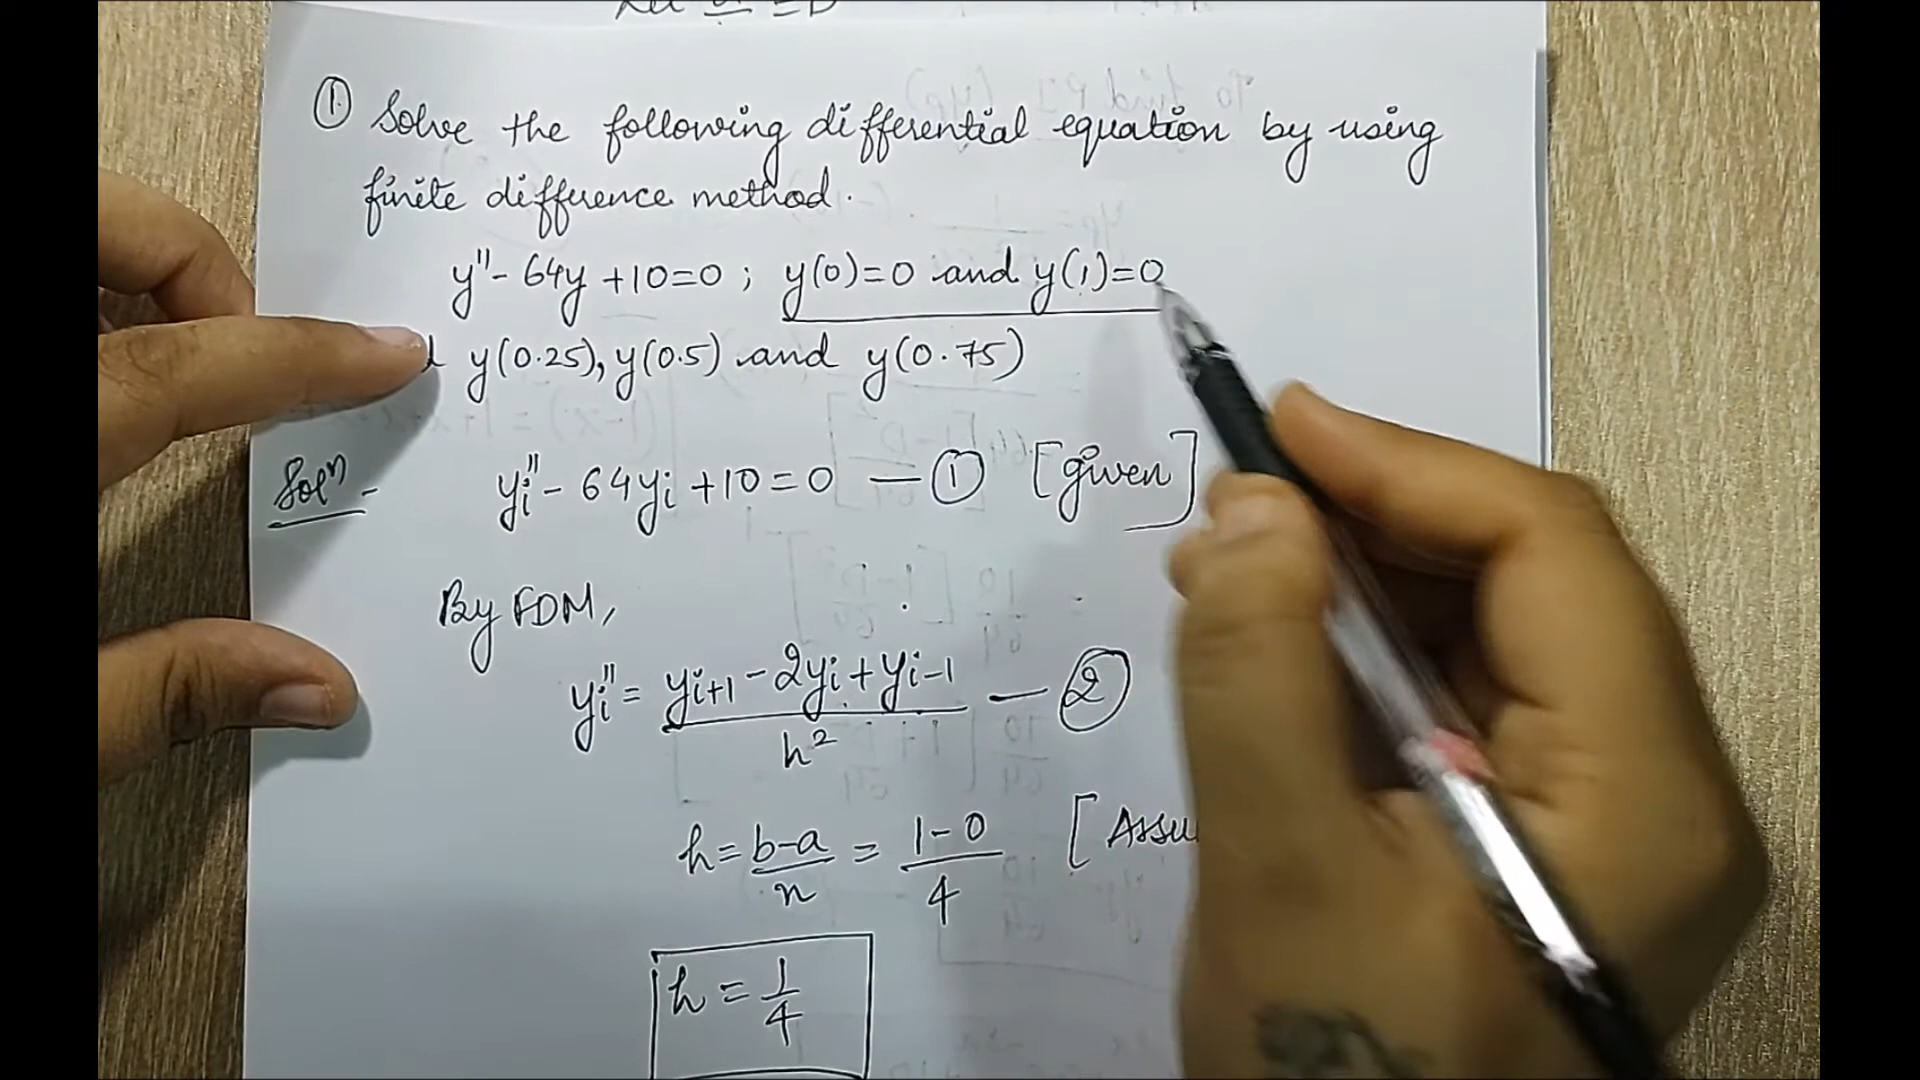 ① Solve the following differential equation by using
finite difference method.
y'' - 64y + 10 = 0 ; y(0) = 0 and y(1) = 0
y(0.25), y(0.5) and y(0.75)
Solⁿ - yᵢ'' - 64yᵢ + 10 = 0 — ① [given]
By FDM,
yᵢ'' = (yᵢ₊₁ - 2yᵢ + yᵢ₋₁)/h² — ②
h = (b-a)/n = (1-0)/4 [
h = 1/4